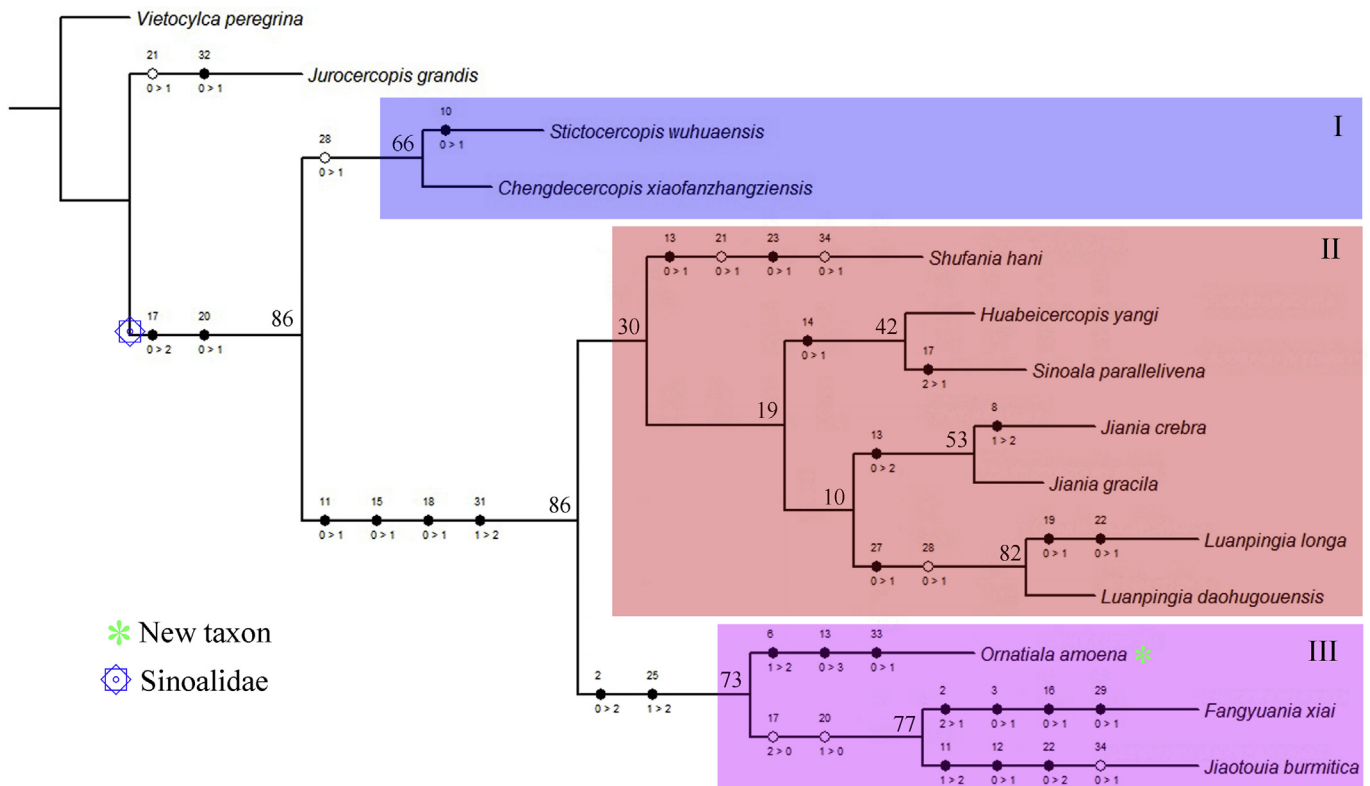 Vietocylca peregrina
21 32
0 > 1 0 > 1
Jurocercopis grandis
I
10
0 > 1
Stictocercopis wuhuaensis
28
0 > 1
66
Chengdecercopis xiaofanzhangziensis
II
13 21 23 34
0 > 1 0 > 1 0 > 1 0 > 1
Shufania hani
17 20
0 > 2 0 > 1
86
30
14
0 > 1
42
Huabeicercopis yangi
17
2 > 1
Sinoala parallelivena
19
8
1 > 2
Jiania crebra
13
0 > 2
53
Jiania gracila
10
11 15 18 31
0 > 1 0 > 1 0 > 1 1 > 2
86
19 22
0 > 1 0 > 1
Luanpingia longa
27 28
0 > 1 0 > 1
82
Luanpingia daohugouensis
New taxon
Sinoalidae
III
6 13 33
1 > 2 0 > 3 0 > 1
Ornatiala amoena
2 25
0 > 2 1 > 2
73
2 3 16 29
2 > 1 0 > 1 0 > 1 0 > 1
Fangyuania xiai
17 20
2 > 0 1 > 0
77
11 12 22 34
1 > 2 0 > 1 0 > 2 0 > 1
Jiaotouia burmitica